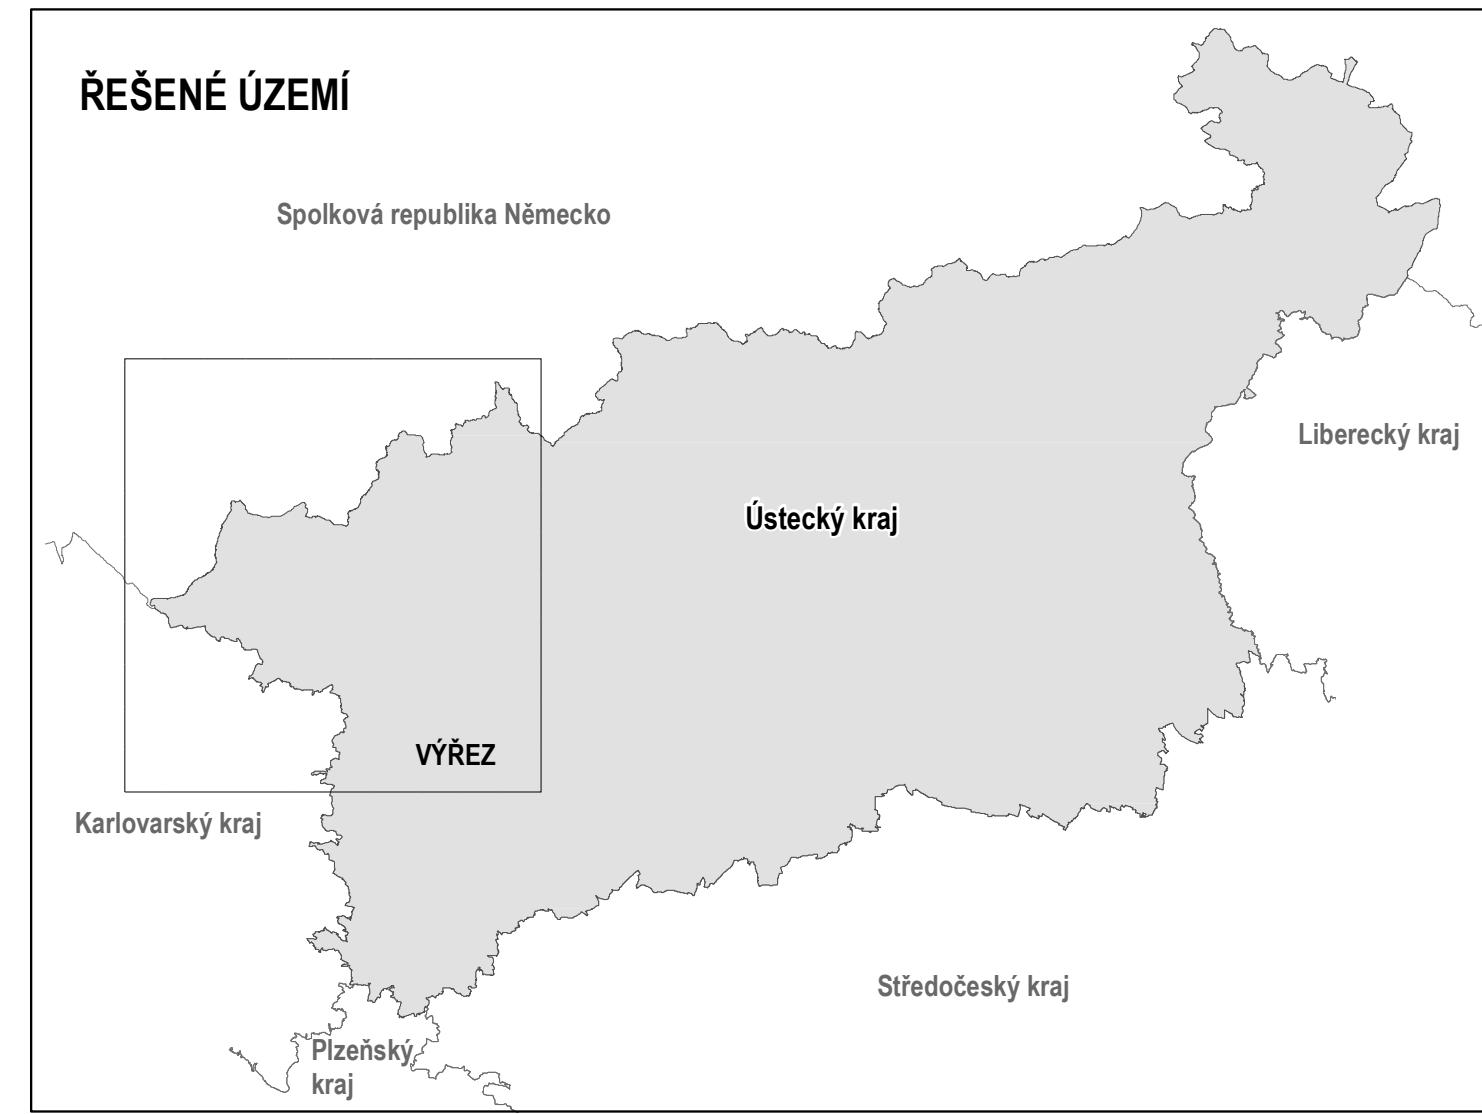 ŘEŠENÉ ÚZEMÍ
Spolková republika Německo
Liberecký kraj
Ústecký kraj
VÝŘEZ
Karlovarský kraj
Středočeský kraj
Plzeňský
kraj